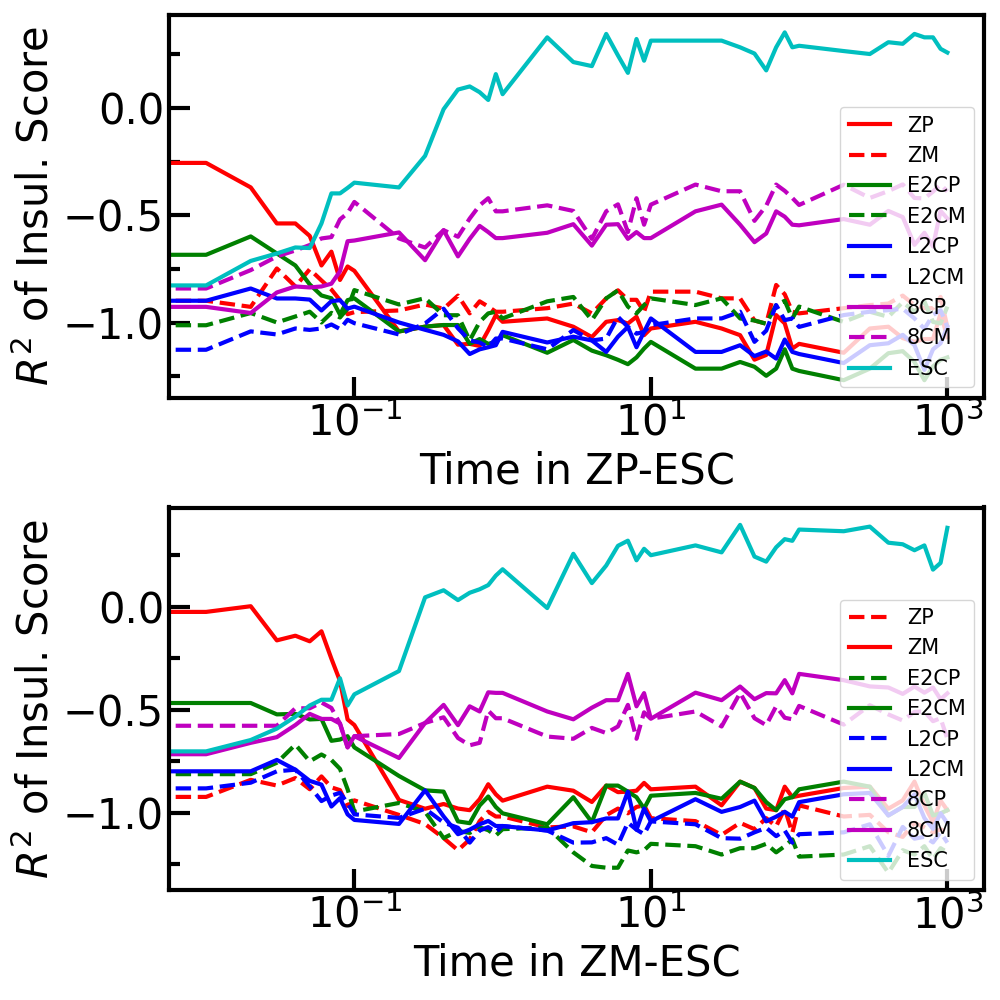 R² of Insul. Score
0.0
−0.5
−1.0
ZP
ZM
E2CP
E2CM
L2CP
L2CM
8CP
8CM
ESC
10⁻¹
10¹
10³
Time in ZP-ESC
R² of Insul. Score
0.0
−0.5
−1.0
ZP
ZM
E2CP
E2CM
L2CP
L2CM
8CP
8CM
ESC
10⁻¹
10¹
10³
Time in ZM-ESC